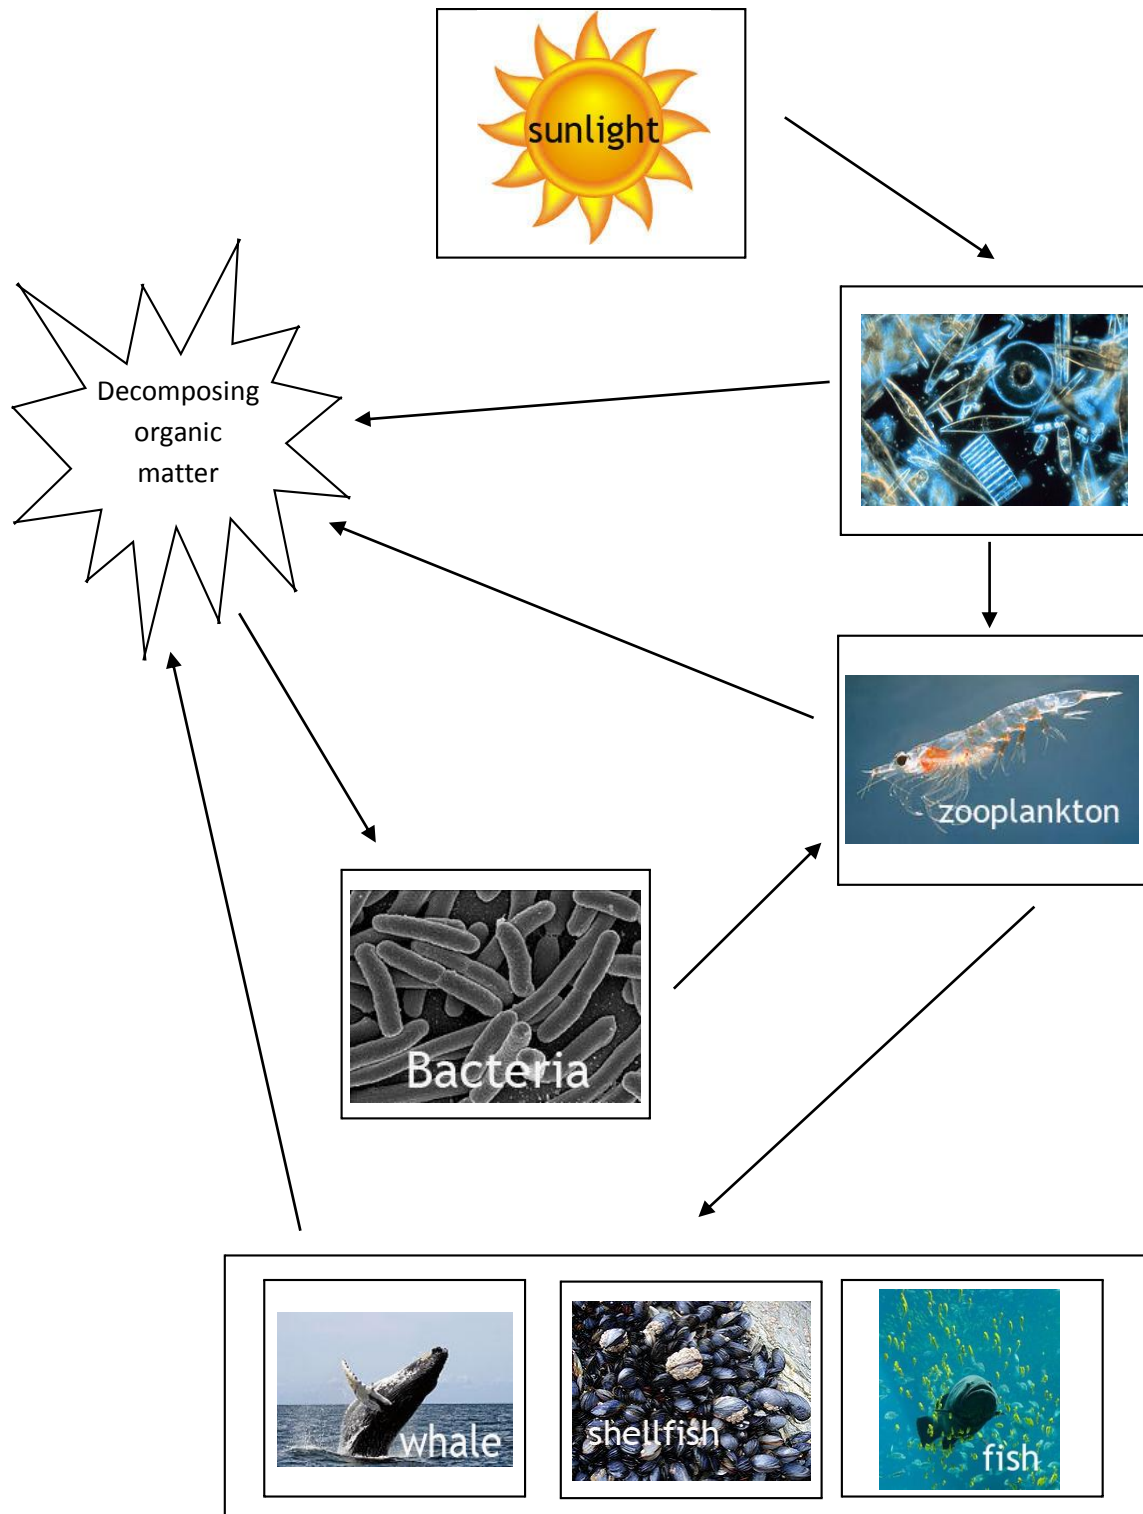 sunlight
Decomposing
organic
matter
zooplankton
Bacteria
whale
shellfish
fish